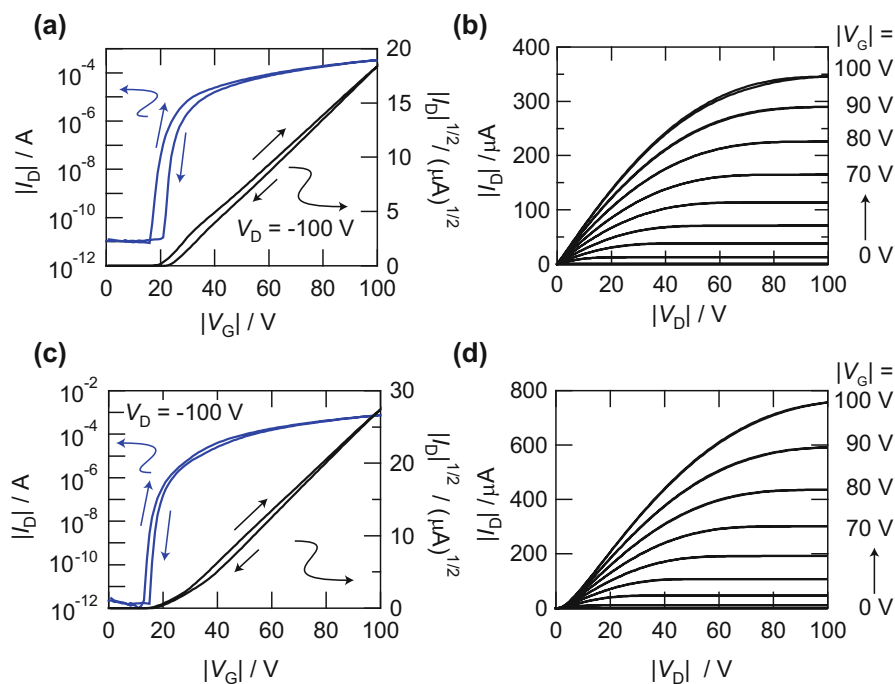 (a)
|I_D| / A
10^-4
10^-6
10^-8
10^-10
10^-12
0 20 40 60 80 100
|V_G| / V
20
15
10
5
0
|I_D|^1/2 / (μA)^1/2
V_D = -100 V
(b)
|I_D| /μA
400
300
200
100
0
0 20 40 60 80 100
|V_D| / V
|V_G| =
100 V
90 V
80 V
70 V
0 V
(c)
|I_D| / A
10^-2
10^-4
10^-6
10^-8
10^-10
10^-12
0 20 40 60 80 100
|V_G| / V
30
20
10
0
|I_D|^1/2 / (μA)^1/2
V_D = -100 V
(d)
|I_D| /μA
800
600
400
200
0
0 20 40 60 80 100
|V_D| / V
|V_G| =
100 V
90 V
80 V
70 V
0 V